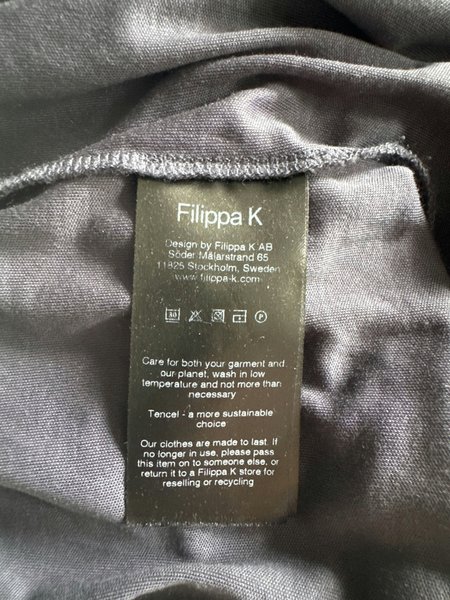 Filippa K
Design by Filippa K AB
Söder Mälarstrand 65
11825 Stockholm, Sweden
www.filippa-k.com
30 P
Care for both your garment and
our planet, wash in low
temperature and not more than
necessary
Tencel - a more sustainable
choice
Our clothes are made to last. If
no longer in use, please pass
this item on to someone else, or
return it to a Filippa K store for
reselling or recycling